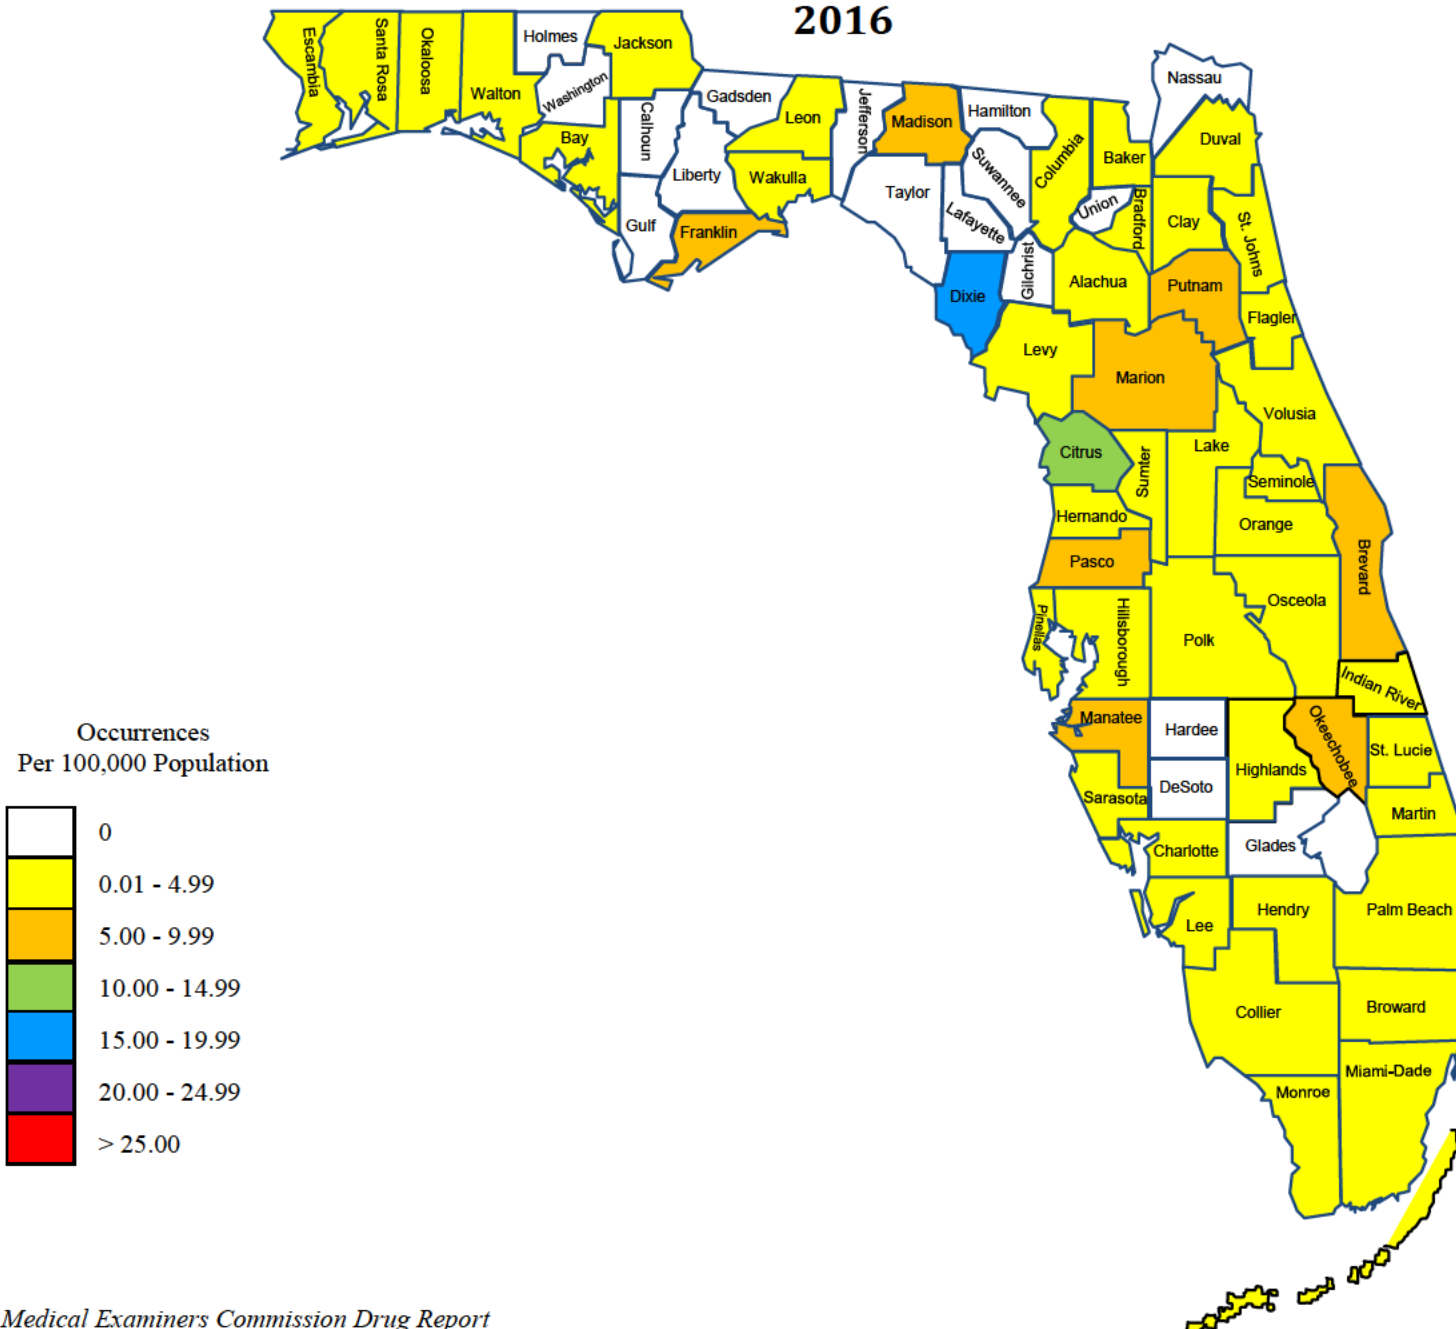 2016
Escambia
Santa Rosa
Okaloosa
Walton
Holmes
Washington
Jackson
Bay
Calhoun
Gulf
Gadsden
Liberty
Franklin
Leon
Wakulla
Jefferson
Madison
Taylor
Hamilton
Suwannee
Lafayette
Dixie
Gilchrist
Columbia
Baker
Union
Bradford
Nassau
Duval
Clay
St. Johns
Alachua
Putnam
Flagler
Levy
Marion
Volusia
Citrus
Sumter
Lake
Seminole
Hernando
Orange
Pasco
Brevard
Pinellas
Hillsborough
Polk
Osceola
Indian River
Manatee
Hardee
Okeechobee
St. Lucie
Highlands
Sarasota
DeSoto
Martin
Charlotte
Glades
Lee
Hendry
Palm Beach
Collier
Broward
Monroe
Miami-Dade
Occurrences
Per 100,000 Population
0
0.01 - 4.99
5.00 - 9.99
10.00 - 14.99
15.00 - 19.99
20.00 - 24.99
> 25.00
Medical Examiners Commission Drug Report